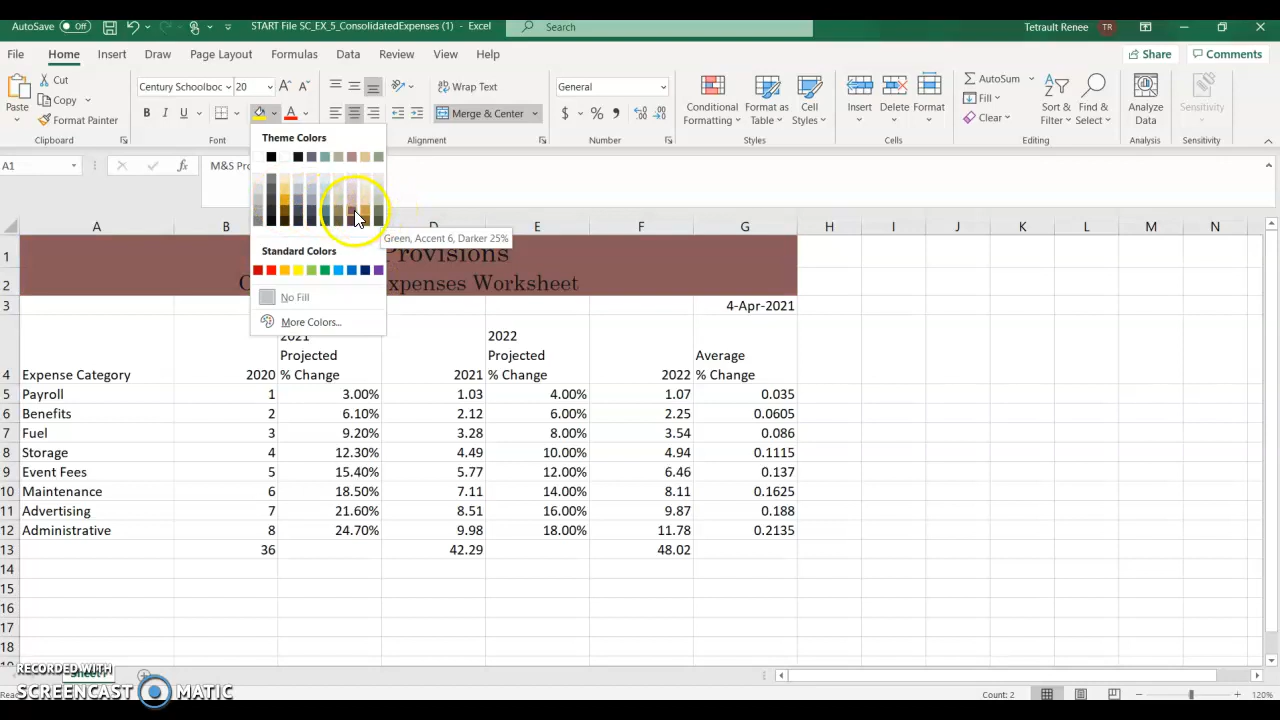 AutoSave Off START File SC_EX_5_ConsolidatedExpenses (1) - Excel Search Tetrault Renee TR
File Home Insert Draw Page Layout Formulas Data Review View Help Share Comments
Paste Cut Copy Format Painter
Century Schoolboc 20
B I U A
Wrap Text
Merge & Center
General
$ % 9
Conditional Formatting Format as Table Cell Styles
Insert Delete Format
AutoSum Fill Clear
Sort & Filter Find & Select
Analyze Data
Sensitivity
Clipboard Font Alignment Number Styles Cells Editing Analysis Sensitivity
Theme Colors
A1 fx M&S Pro
Green, Accent 6, Darker 25%
Standard Colors
No Fill
More Colors...
A B C D E F G H I J K L M N
1 Provisions
2 C xpenses Worksheet
3 4-Apr-2021
4 Expense Category 2020 2021 Projected % Change 2021 2022 Projected % Change 2022 Average % Change
5 Payroll 1 3.00% 1.03 4.00% 1.07 0.035
6 Benefits 2 6.10% 2.12 6.00% 2.25 0.0605
7 Fuel 3 9.20% 3.28 8.00% 3.54 0.086
8 Storage 4 12.30% 4.49 10.00% 4.94 0.1115
9 Event Fees 5 15.40% 5.77 12.00% 6.46 0.137
10 Maintenance 6 18.50% 7.11 14.00% 8.11 0.1625
11 Advertising 7 21.60% 8.51 16.00% 9.87 0.188
12 Administrative 8 24.70% 9.98 18.00% 11.78 0.2135
13 36 42.29 48.02
14
15
16
17
18
RECORDED WITH
SCREENCAST MATIC
Count: 2 120%